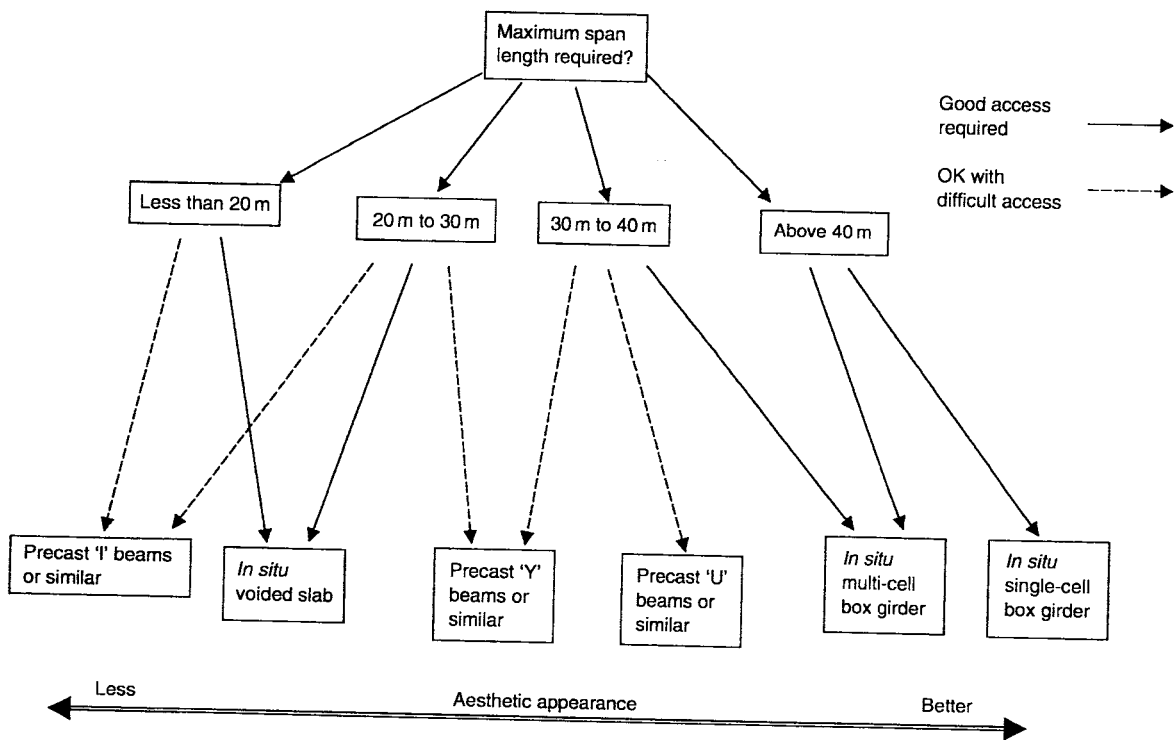 Maximum span
length required?
Good access
required
OK with
difficult access
Less than 20 m
20 m to 30 m
30 m to 40 m
Above 40 m
Precast ‘I’ beams
or similar
In situ
voided slab
Precast ‘Y’
beams or
similar
Precast ‘U’
beams or
similar
In situ
multi-cell
box girder
In situ
single-cell
box girder
Less
Aesthetic appearance
Better